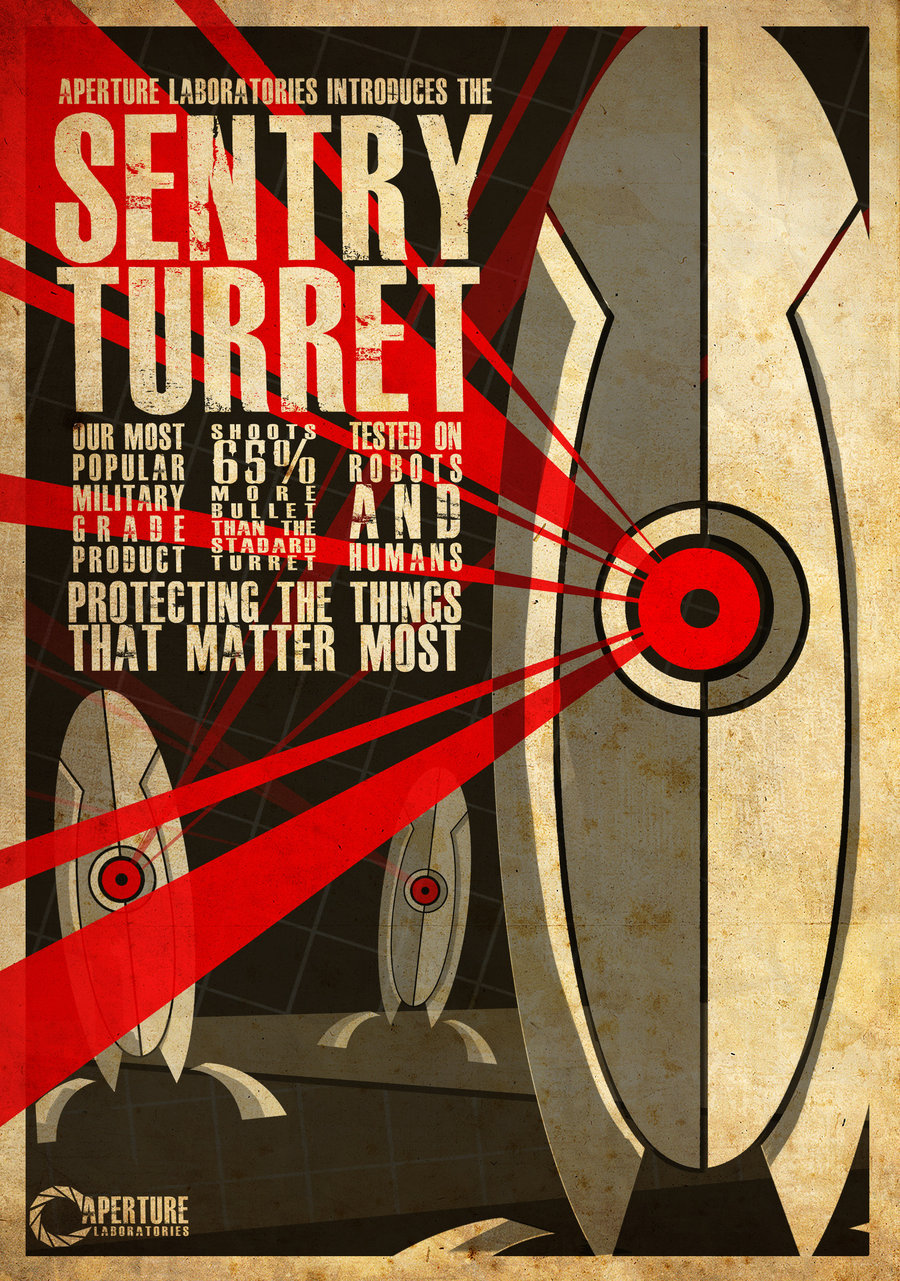 APERTURE LABORATORIES INTRODUCES THE
SENTRY
TURRET
OUR MOST
POPULAR
MILITARY
GRADE
PRODUCT
SHOOTS
65%
MORE
BULLET
THAN THE
STADARD
TURRET
TESTED ON
ROBOTS
AND
HUMANS
PROTECTING THE THINGS
THAT MATTER MOST
APERTURE
LABORATORIES